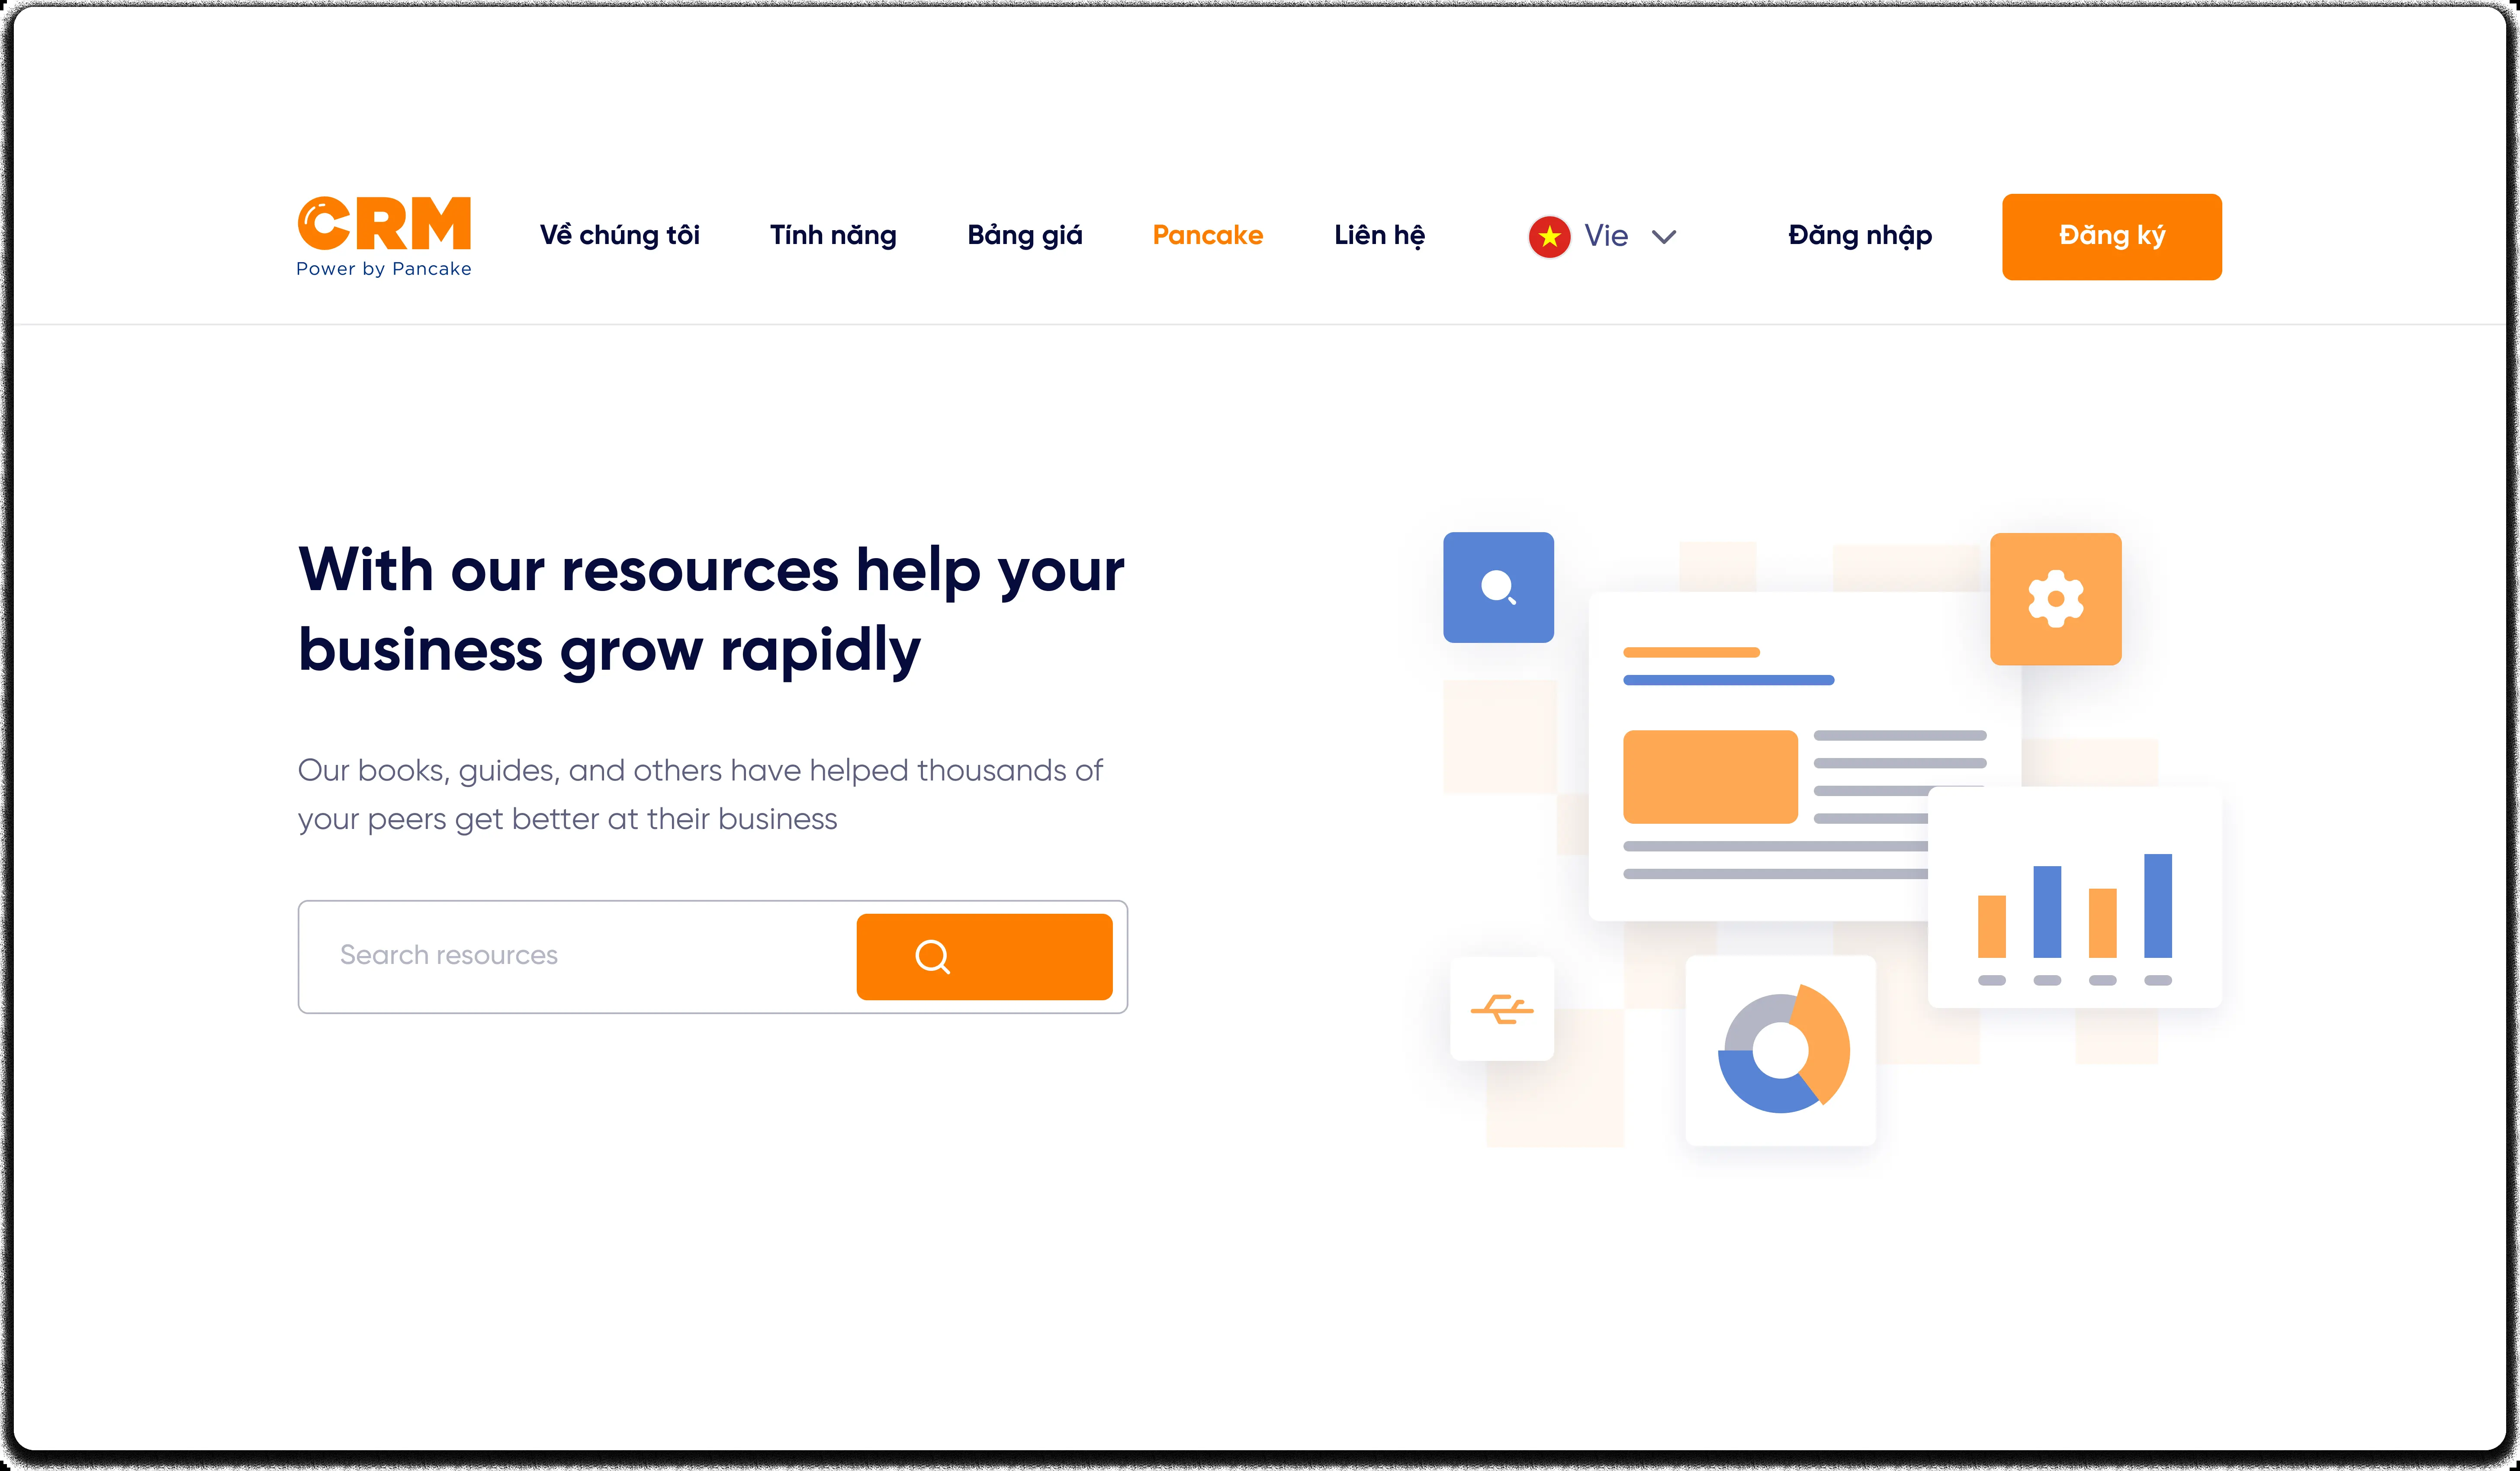 CRM
Power by Pancake
Về chúng tôi
Tính năng
Bảng giá
Pancake
Liên hệ
Vie
Đăng nhập
Đăng ký
With our resources help your
business grow rapidly
Our books, guides, and others have helped thousands of
your peers get better at their business
Search resources